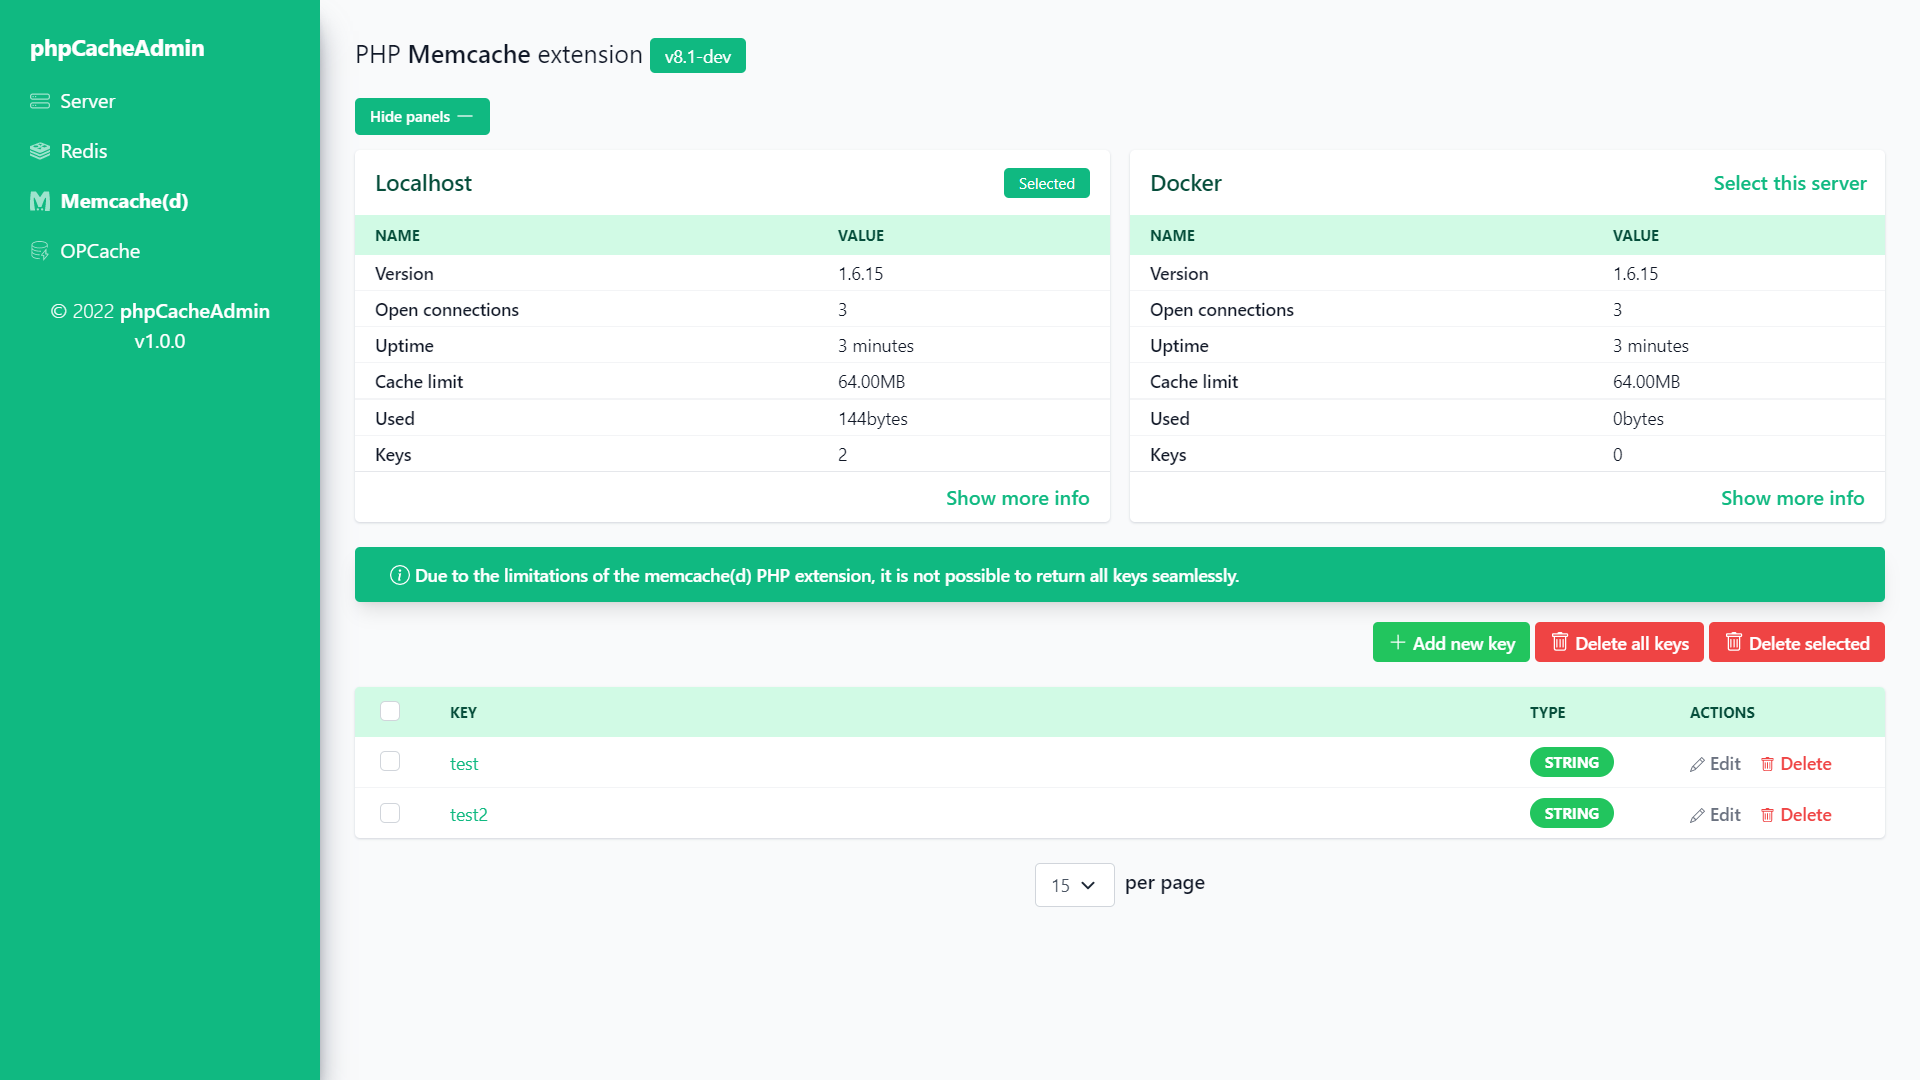 phpCacheAdmin
Server
Redis
Memcache(d)
OPCache
© 2022 phpCacheAdmin
v1.0.0
PHP Memcache extension v8.1-dev
Hide panels
Localhost Selected
NAME VALUE
Version 1.6.15
Open connections 3
Uptime 3 minutes
Cache limit 64.00MB
Used 144bytes
Keys 2
Show more info
Docker Select this server
NAME VALUE
Version 1.6.15
Open connections 3
Uptime 3 minutes
Cache limit 64.00MB
Used 0bytes
Keys 0
Show more info
Due to the limitations of the memcache(d) PHP extension, it is not possible to return all keys seamlessly.
Add new key Delete all keys Delete selected
KEY TYPE ACTIONS
test STRING Edit Delete
test2 STRING Edit Delete
15 per page